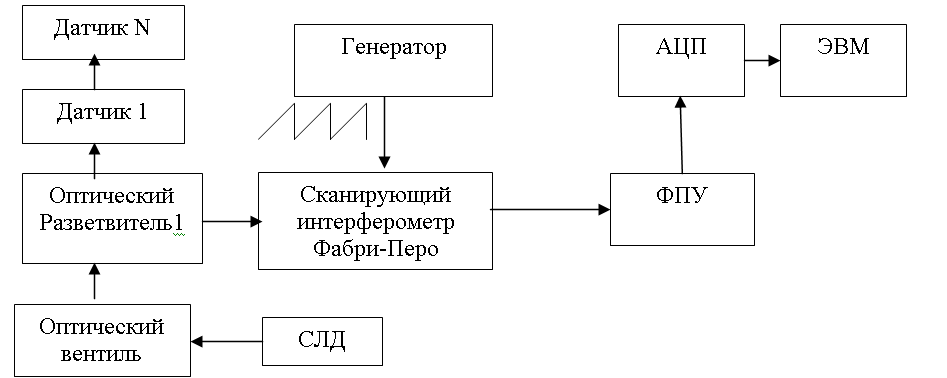 Датчик N
Генератор
АЦП
ЭВМ
Датчик 1
Оптический
Разветвитель1
Сканирующий
интерферометр
Фабри-Перо
ФПУ
Оптический
вентиль
СЛД